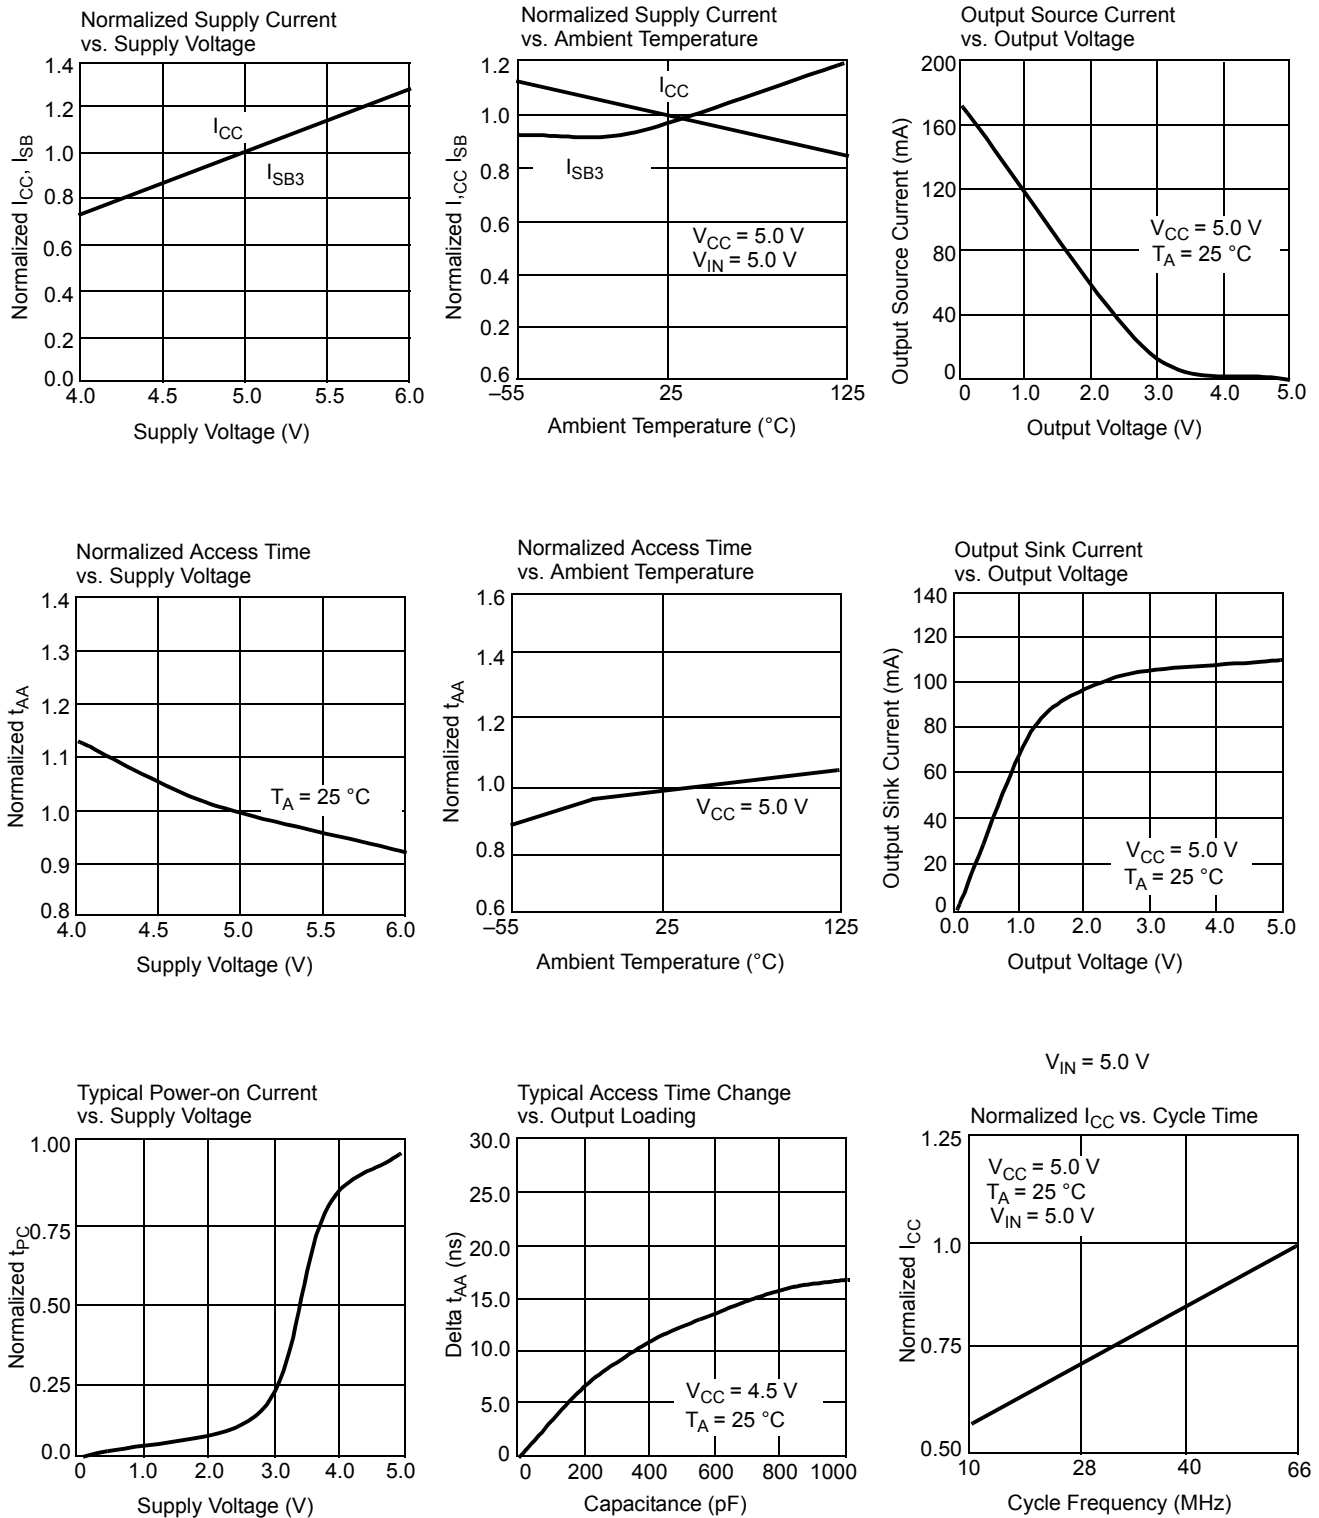 Normalized Supply Current
vs. Supply Voltage
1.4
1.2
1.0
0.8
0.6
0.4
0.2
0.0
4.0 4.5 5.0 5.5 6.0
Normalized ICC, ISB
ICC
ISB3
Supply Voltage (V)
Normalized Supply Current
vs. Ambient Temperature
1.2
1.0
0.8
0.6
0.4
0.2
0.6
–55 25 125
Normalized I,CC ISB
ICC
ISB3
VCC = 5.0 V
VIN = 5.0 V
Ambient Temperature (°C)
Output Source Current
vs. Output Voltage
200
160
120
80
40
0
0 1.0 2.0 3.0 4.0 5.0
Output Source Current (mA)
VCC = 5.0 V
TA = 25 °C
Output Voltage (V)
Normalized Access Time
vs. Supply Voltage
1.4
1.3
1.2
1.1
1.0
0.9
0.8
4.0 4.5 5.0 5.5 6.0
Normalized tAA
TA = 25 °C
Supply Voltage (V)
Normalized Access Time
vs. Ambient Temperature
1.6
1.4
1.2
1.0
0.8
0.6
–55 25 125
Normalized tAA
VCC = 5.0 V
Ambient Temperature (°C)
Output Sink Current
vs. Output Voltage
140
120
100
80
60
40
20
0
0.0 1.0 2.0 3.0 4.0 5.0
Output Sink Current (mA)
VCC = 5.0 V
TA = 25 °C
Output Voltage (V)
Typical Power-on Current
vs. Supply Voltage
1.00
0.75
0.50
0.25
0.0
0 1.0 2.0 3.0 4.0 5.0
Normalized tPC
Supply Voltage (V)
Typical Access Time Change
vs. Output Loading
30.0
25.0
20.0
15.0
10.0
5.0
0
0 200 400 600 800 1000
Delta tAA (ns)
VCC = 4.5 V
TA = 25 °C
Capacitance (pF)
VIN = 5.0 V
Normalized ICC vs. Cycle Time
1.25
1.0
0.75
0.50
10 28 40 66
Normalized ICC
VCC = 5.0 V
TA = 25 °C
VIN = 5.0 V
Cycle Frequency (MHz)